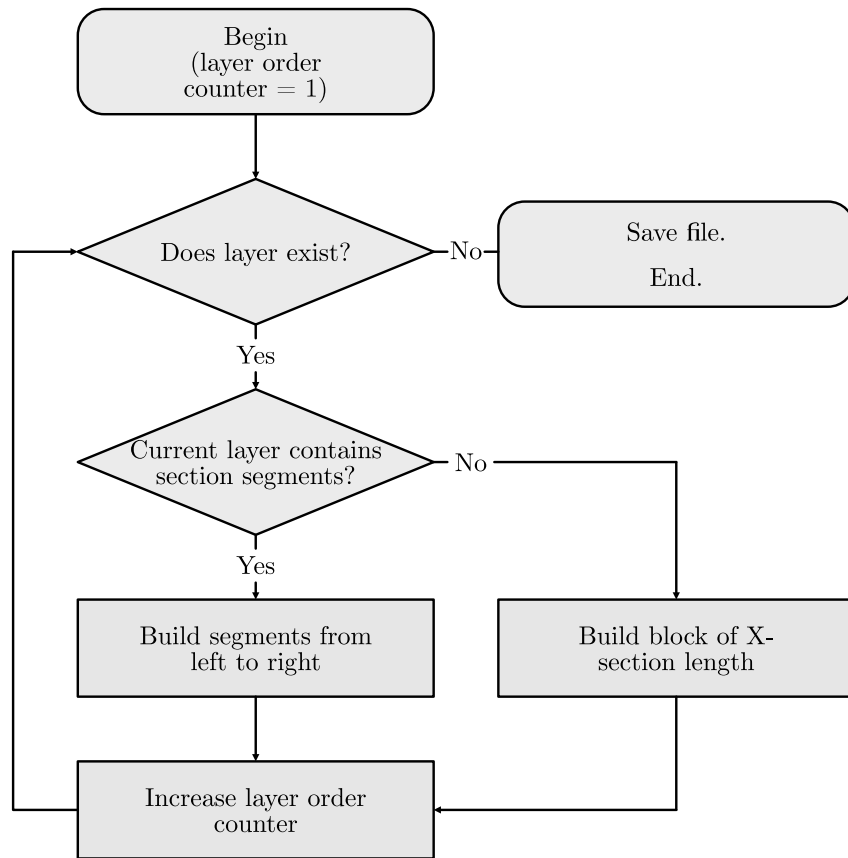 Begin
(layer order
counter = 1)
Does layer exist?
No
Save file.
End.
Yes
Current layer contains
section segments?
No
Yes
Build segments from
left to right
Build block of X-
section length
Increase layer order
counter